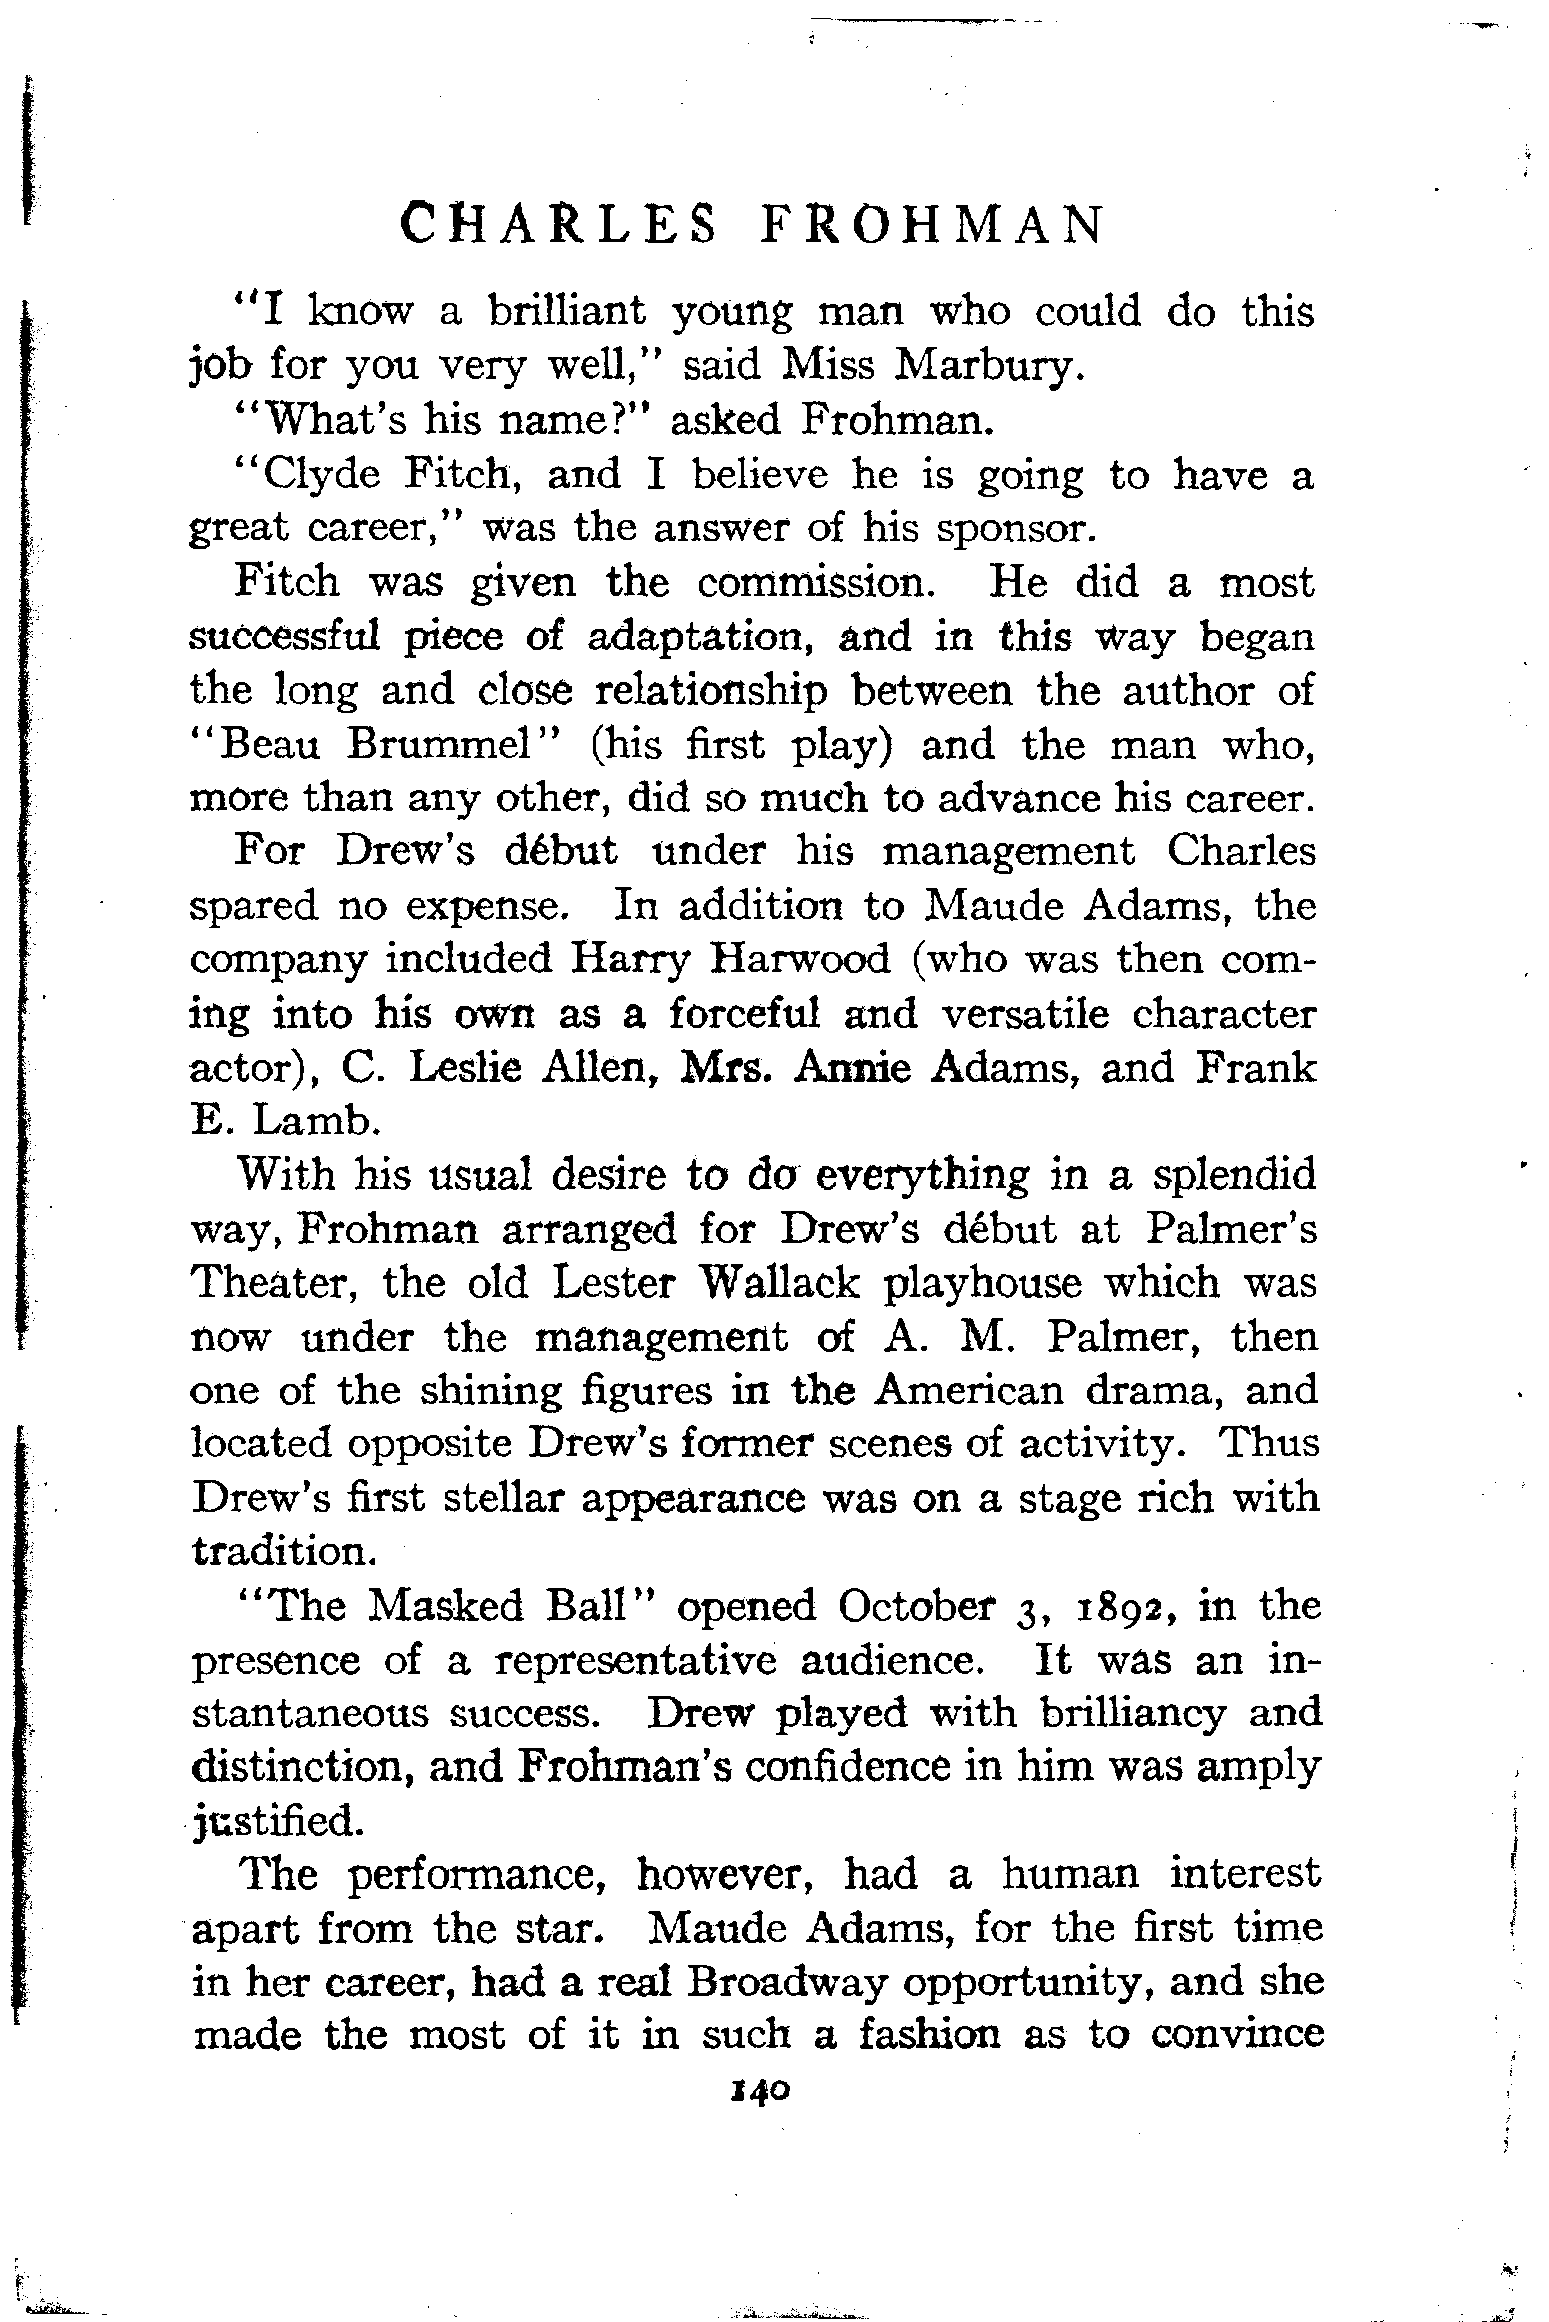 CHARLES FROHMAN
"I know a brilliant young man who could do this
job for you very well," said Miss Marbury.
"What's his name?" asked Frohman.
"Clyde Fitch, and I believe he is going to have a
great career," was the answer of his sponsor.
Fitch was given the commission. He did a most
successful piece of adaptation, and in this way began
the long and close relationship between the author of
"Beau Brummel" (his first play) and the man who,
more than any other, did so much to advance his career.
For Drew's début under his management Charles
spared no expense. In addition to Maude Adams, the
company included Harry Harwood (who was then com-
ing into his own as a forceful and versatile character
actor), C. Leslie Allen, Mrs. Annie Adams, and Frank
E. Lamb.
With his usual desire to do everything in a splendid
way, Frohman arranged for Drew's début at Palmer's
Theater, the old Lester Wallack playhouse which was
now under the management of A. M. Palmer, then
one of the shining figures in the American drama, and
located opposite Drew's former scenes of activity. Thus
Drew's first stellar appearance was on a stage rich with
tradition.
"The Masked Ball" opened October 3, 1892, in the
presence of a representative audience. It was an in-
stantaneous success. Drew played with brilliancy and
distinction, and Frohman's confidence in him was amply
justified.
The performance, however, had a human interest
apart from the star. Maude Adams, for the first time
in her career, had a real Broadway opportunity, and she
made the most of it in such a fashion as to convince
140